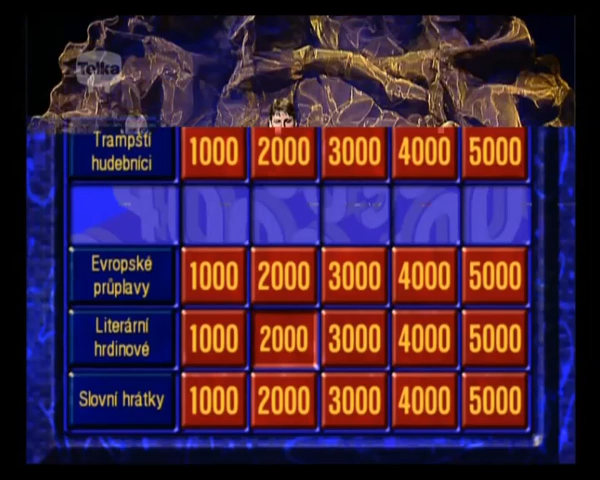 Telka
Trampští
hudebníci
1000 2000 3000 4000 5000
Evropské
průplavy
1000 2000 3000 4000 5000
Literární
hrdinové
1000 2000 3000 4000 5000
Slovní hrátky
1000 2000 3000 4000 5000